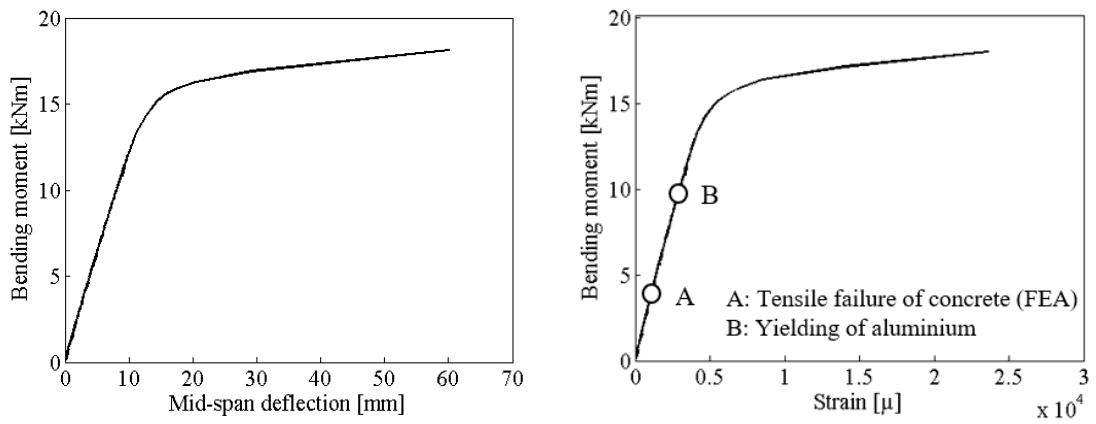 20
15
10
5
0
Bending moment [kNm]
0 10 20 30 40 50 60 70
Mid-span deflection [mm]
20
15
10
5
0
Bending moment [kNm]
B
A
A: Tensile failure of concrete (FEA)
B: Yielding of aluminium
0 0.5 1 1.5 2 2.5 3
Strain [µ]
x 10⁴